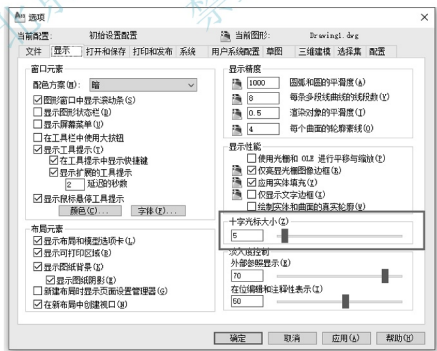 选项
当前配置: 初始设置配置 当前图形: Drawing1.dwg
文件 显示 打开和保存 打印和发布 系统 用户系统配置 草图 三维建模 选择集 配置
窗口元素
配色方案(M): 暗
图形窗口中显示滚动条(S)
显示图形状态栏(D)
显示屏幕菜单(U)
在工具栏中使用大按钮
显示工具提示(T)
在工具提示中显示快捷键
显示扩展的工具提示
2 延迟的秒数
显示鼠标悬停工具提示
颜色(C)... 字体(F)...
布局元素
显示布局和模型选项卡(L)
显示可打印区域(B)
显示图纸背景(K)
显示图纸阴影(E)
新建布局时显示页面设置管理器(G)
在新布局中创建视口(N)
显示精度
1000 圆弧和圆的平滑度(A)
8 每条多段线曲线的线段数(V)
0.5 渲染对象的平滑度(J)
4 每个曲面的轮廓素线(O)
显示性能
使用光栅和 OLE 进行平移与缩放(P)
仅亮显光栅图像边框(R)
应用实体填充(Y)
仅显示文字边框(X)
绘制实体和曲面的真实轮廓(W)
十字光标大小(Z)
5
淡入度控制
外部参照显示(E)
70
在位编辑和注释性表示(I)
50
确定 取消 应用(A) 帮助(H)